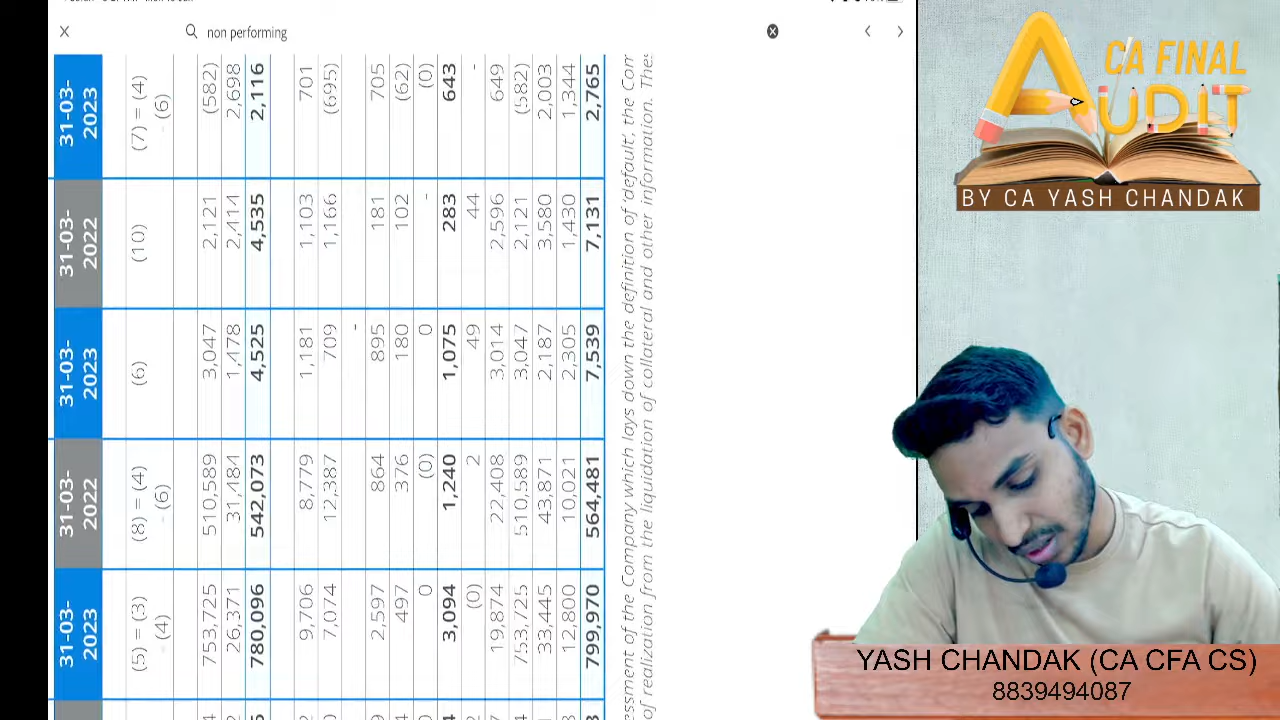 non performing
31-03-
2023
31-03-
2022
31-03-
2023
31-03-
2022
31-03-
2023
(5) = (3)
- (4)
(8) = (4)
- (6)
(6)
(10)
(7) = (4)
- (6)
753,725 510,589 3,047 2,121 (582)
26,371 31,484 1,478 2,414 2,698
780,096 542,073 4,525 4,535 2,116
9,706 8,779 1,181 1,103 701
7,074 12,387 709 1,166 (695)
-
2,597 864 895 181 705
497 376 180 102 (62)
0 (0) 0 - (0)
3,094 1,240 1,075 283 643
(0) 2 49 44 -
19,874 22,408 3,014 2,596 649
753,725 510,589 3,047 2,121 (582)
33,445 43,871 2,187 3,580 2,003
12,800 10,021 2,305 1,430 1,344
799,970 564,481 7,539 7,131 2,765
of the Company which lays down the definition of 'default', the
of realization from the liquidation of collateral and other information.
CA FINAL
AUDIT
BY CA YASH CHANDAK
YASH CHANDAK (CA CFA CS)
8839494087